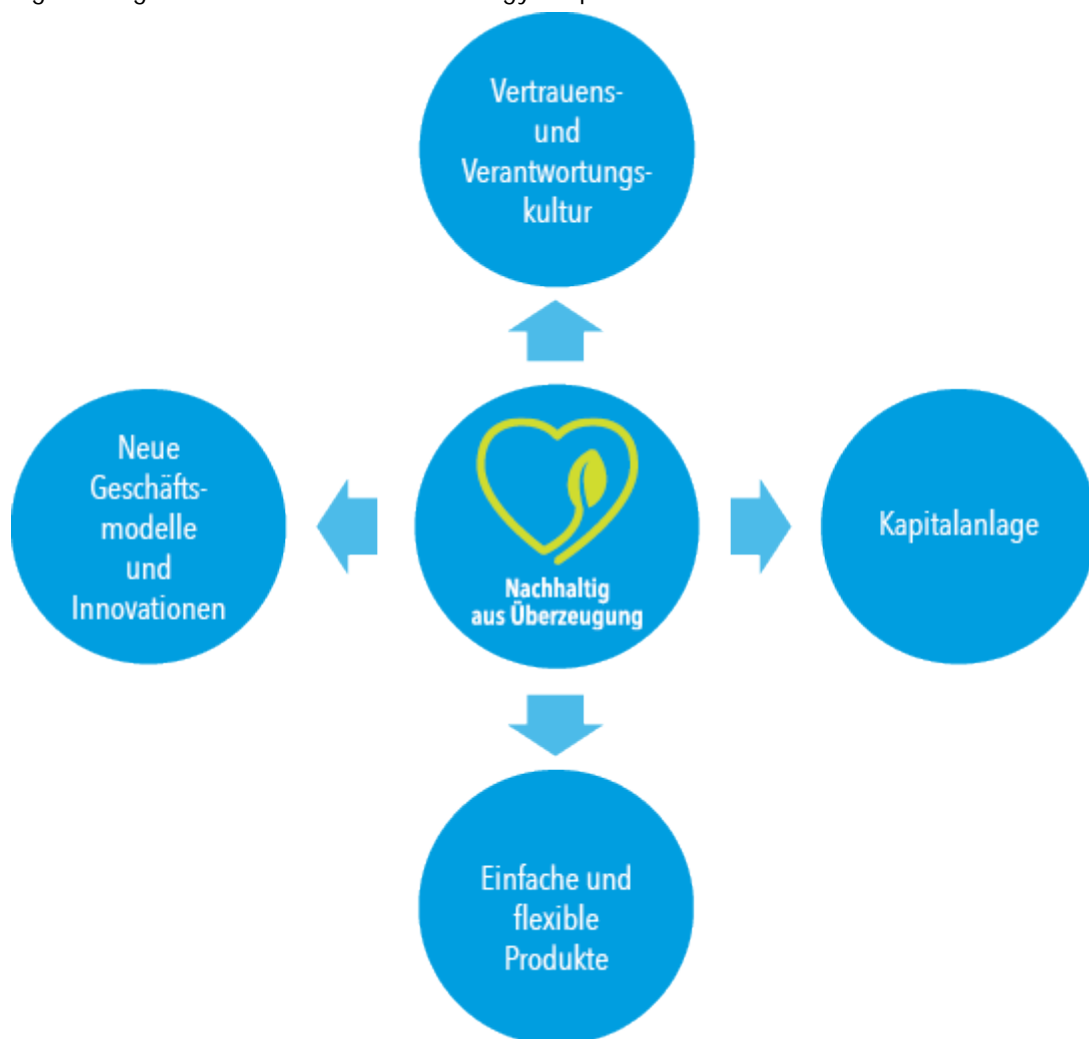 Vertrauens-
und
Verantwortungs-
kultur
Neue
Geschäfts-
modelle
und
Innovationen
Nachhaltig
aus Überzeugung
Kapitalanlage
Einfache und
flexible
Produkte